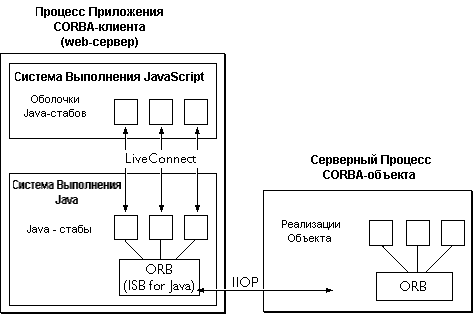 Процесс Приложения
CORBA-клиента
(web-сервер)
Система Выполнения JavaScript
Оболочки
Java-стабов
LiveConnect
Система Выполнения
Java
Java - стабы
ORB
(ISB for Java)
IIOP
Серверный Процесс
CORBA-объекта
Реализации
Объекта
ORB